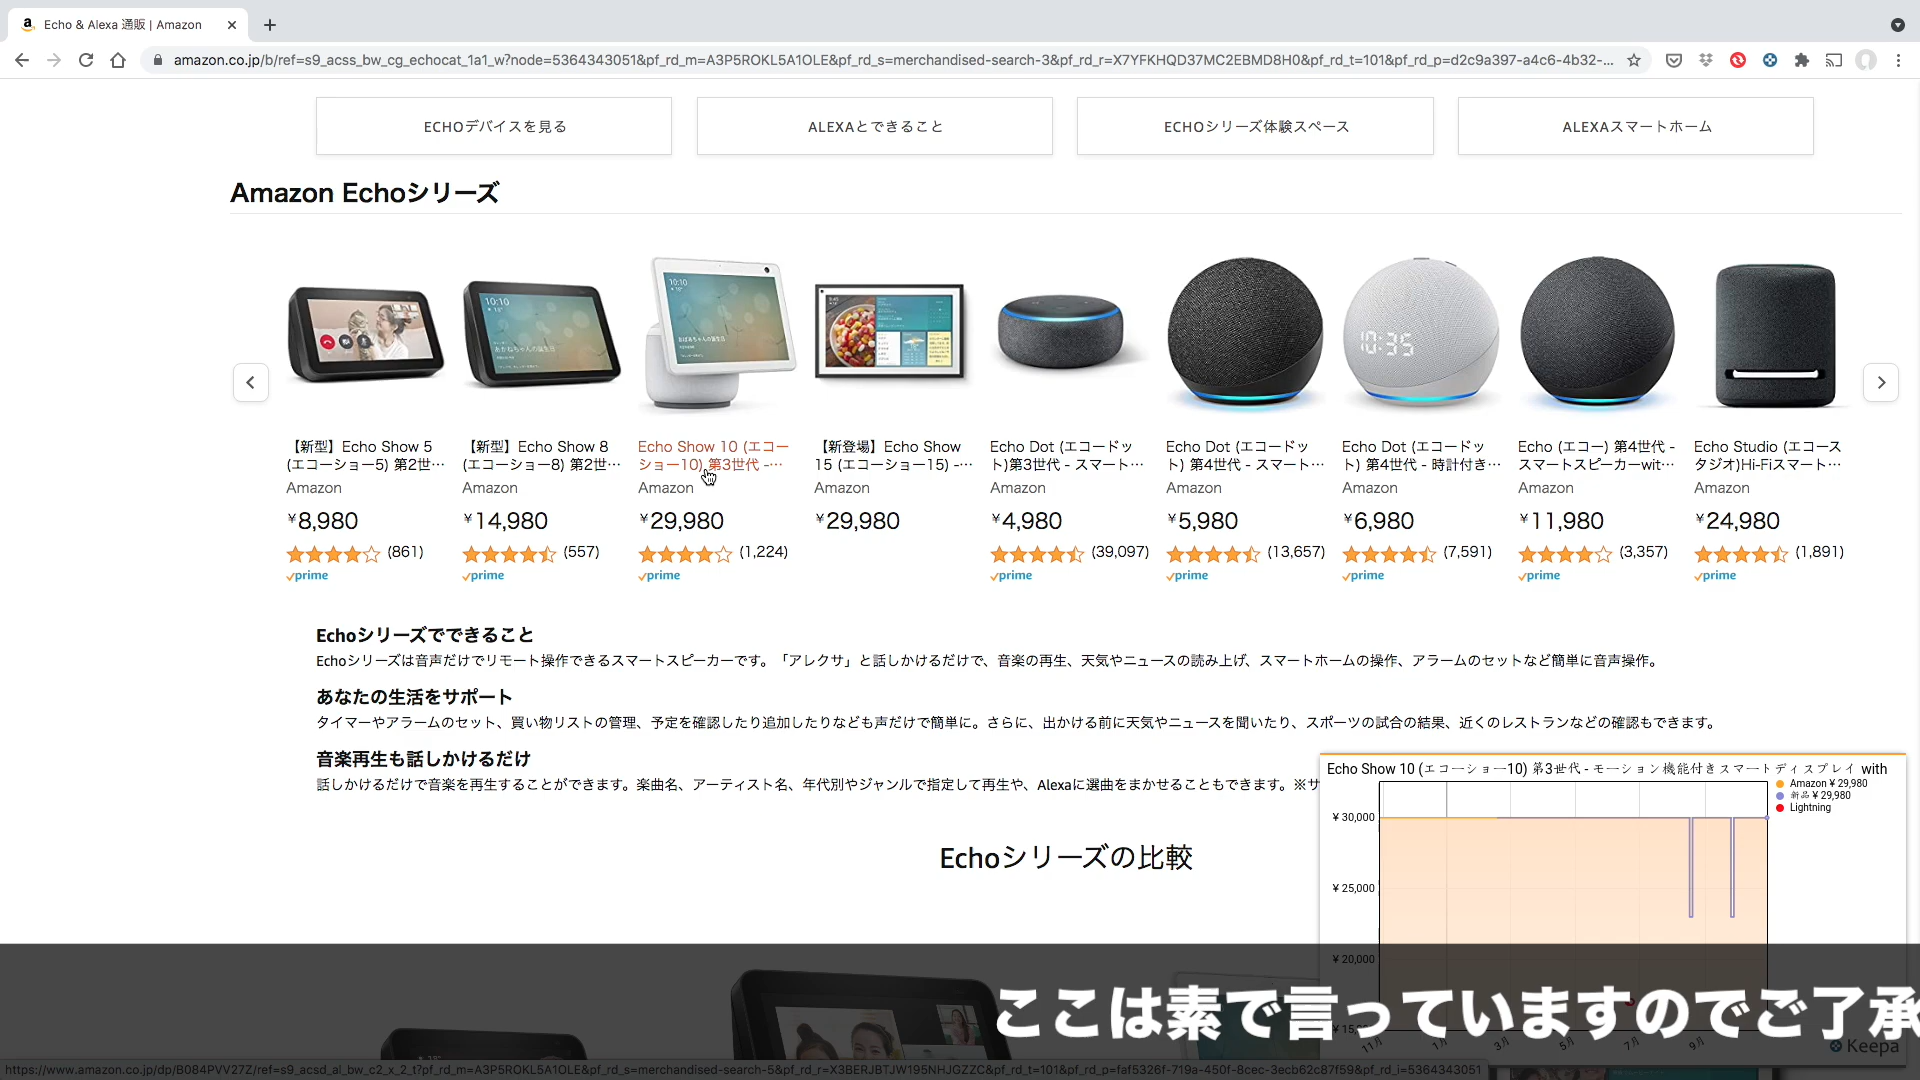 Echo & Alexa 通販 | Amazon
amazon.co.jp/b/ref=s9_acss_bw_cg_echocat_1a1_w?node=5364343051&pf_rd_m=A3P5ROKL5A1OLE&pf_rd_s=merchandised-search-3&pf_rd_r=X7YFKHQD37MC2EBMD8H0&pf_rd_t=101&pf_rd_p=d2c9a397-a4c6-4b32-...
ECHOデバイスを見る
ALEXAとできること
ECHOシリーズ体験スペース
ALEXAスマートホーム
Amazon Echoシリーズ
10:10
10:10
10:35
【新型】Echo Show 5
(エコーショー5) 第2世…
Amazon
¥8,980
(861)
prime
【新型】Echo Show 8
(エコーショー8) 第2世…
Amazon
¥14,980
(557)
prime
Echo Show 10 (エコー
ショー10) 第3世代 -…
Amazon
¥29,980
(1,224)
prime
【新登場】Echo Show
15 (エコーショー15) -…
Amazon
¥29,980
Echo Dot (エコードッ
ト)第3世代 - スマート…
Amazon
¥4,980
(39,097)
prime
Echo Dot (エコードッ
ト) 第4世代 - スマート…
Amazon
¥5,980
(13,657)
prime
Echo Dot (エコードッ
ト) 第4世代 - 時計付き…
Amazon
¥6,980
(7,591)
prime
Echo (エコー) 第4世代 -
スマートスピーカーwit…
Amazon
¥11,980
(3,357)
prime
Echo Studio (エコース
タジオ)Hi-Fiスマート…
Amazon
¥24,980
(1,891)
prime
Echoシリーズでできること
Echoシリーズは音声だけでリモート操作できるスマートスピーカーです。「アレクサ」と話しかけるだけで、音楽の再生、天気やニュースの読み上げ、スマートホームの操作、アラームのセットなど簡単に音声操作。
あなたの生活をサポート
タイマーやアラームのセット、買い物リストの管理、予定を確認したり追加したりなども声だけで簡単に。さらに、出かける前に天気やニュースを聞いたり、スポーツの試合の結果、近くのレストランなどの確認もできます。
音楽再生も話しかけるだけ
話しかけるだけで音楽を再生することができます。楽曲名、アーティスト名、年代別やジャンルで指定して再生や、Alexaに選曲をまかせることもできます。※サ
Echoシリーズの比較
Echo Show 10 (エコーショー10) 第3世代 - モーション機能付きスマートディスプレイ with
Amazon ¥ 29,980
新品 ¥ 29,980
Lightning
¥ 30,000
¥ 25,000
¥ 20,000
11月
1月
3月
5月
7月
9月
Keepa
ここは素で言っていますのでご了承
https://www.amazon.co.jp/dp/B084PVV27Z/ref=s9_acsd_al_bw_c2_x_2_t?pf_rd_m=A3P5ROKL5A1OLE&pf_rd_s=merchandised-search-5&pf_rd_r=X3BERJBTJW195NHJGZZC&pf_rd_t=101&pf_rd_p=faf5326f-719a-450f-8cec-3ecb62c87f59&pf_rd_i=5364343051